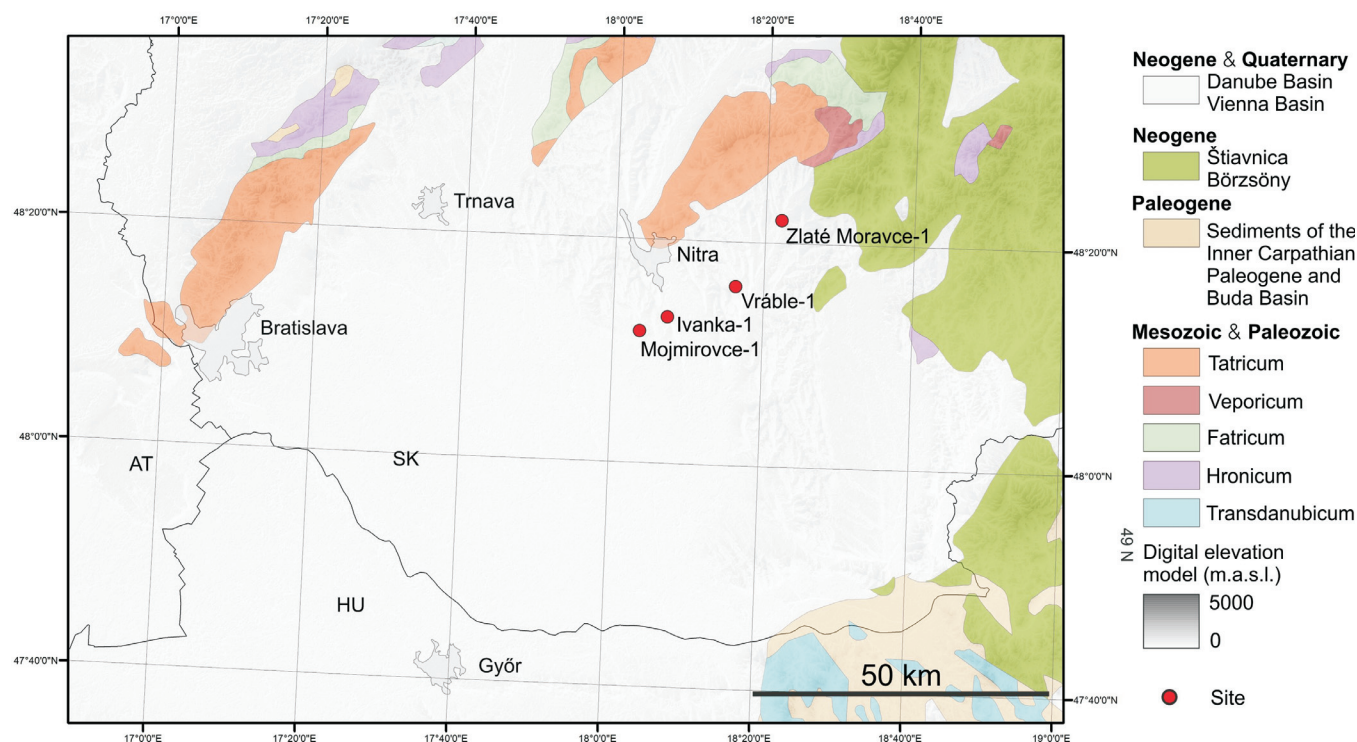 17°0'0"E
17°20'0"E
17°40'0"E
18°0'0"E
18°20'0"E
18°40'0"E
48°20'0"N
48°0'0"N
47°40'0"N
Trnava
Nitra
Zlaté Moravce-1
Vráble-1
Ivanka-1
Mojmirovce-1
Bratislava
AT
SK
HU
Győr
50 km
48°20'0"N
48°0'0"N
47°40'0"N
17°0'0"E
17°20'0"E
17°40'0"E
18°0'0"E
18°20'0"E
18°40'0"E
19°0'0"E
Neogene & Quaternary
Danube Basin
Vienna Basin
Neogene
Štiavnica
Börzsöny
Paleogene
Sediments of the
Inner Carpathian
Paleogene and
Buda Basin
Mesozoic & Paleozoic
Tatricum
Veporicum
Fatricum
Hronicum
Transdanubicum
49 N
Digital elevation
model (m.a.s.l.)
5000
0
Site